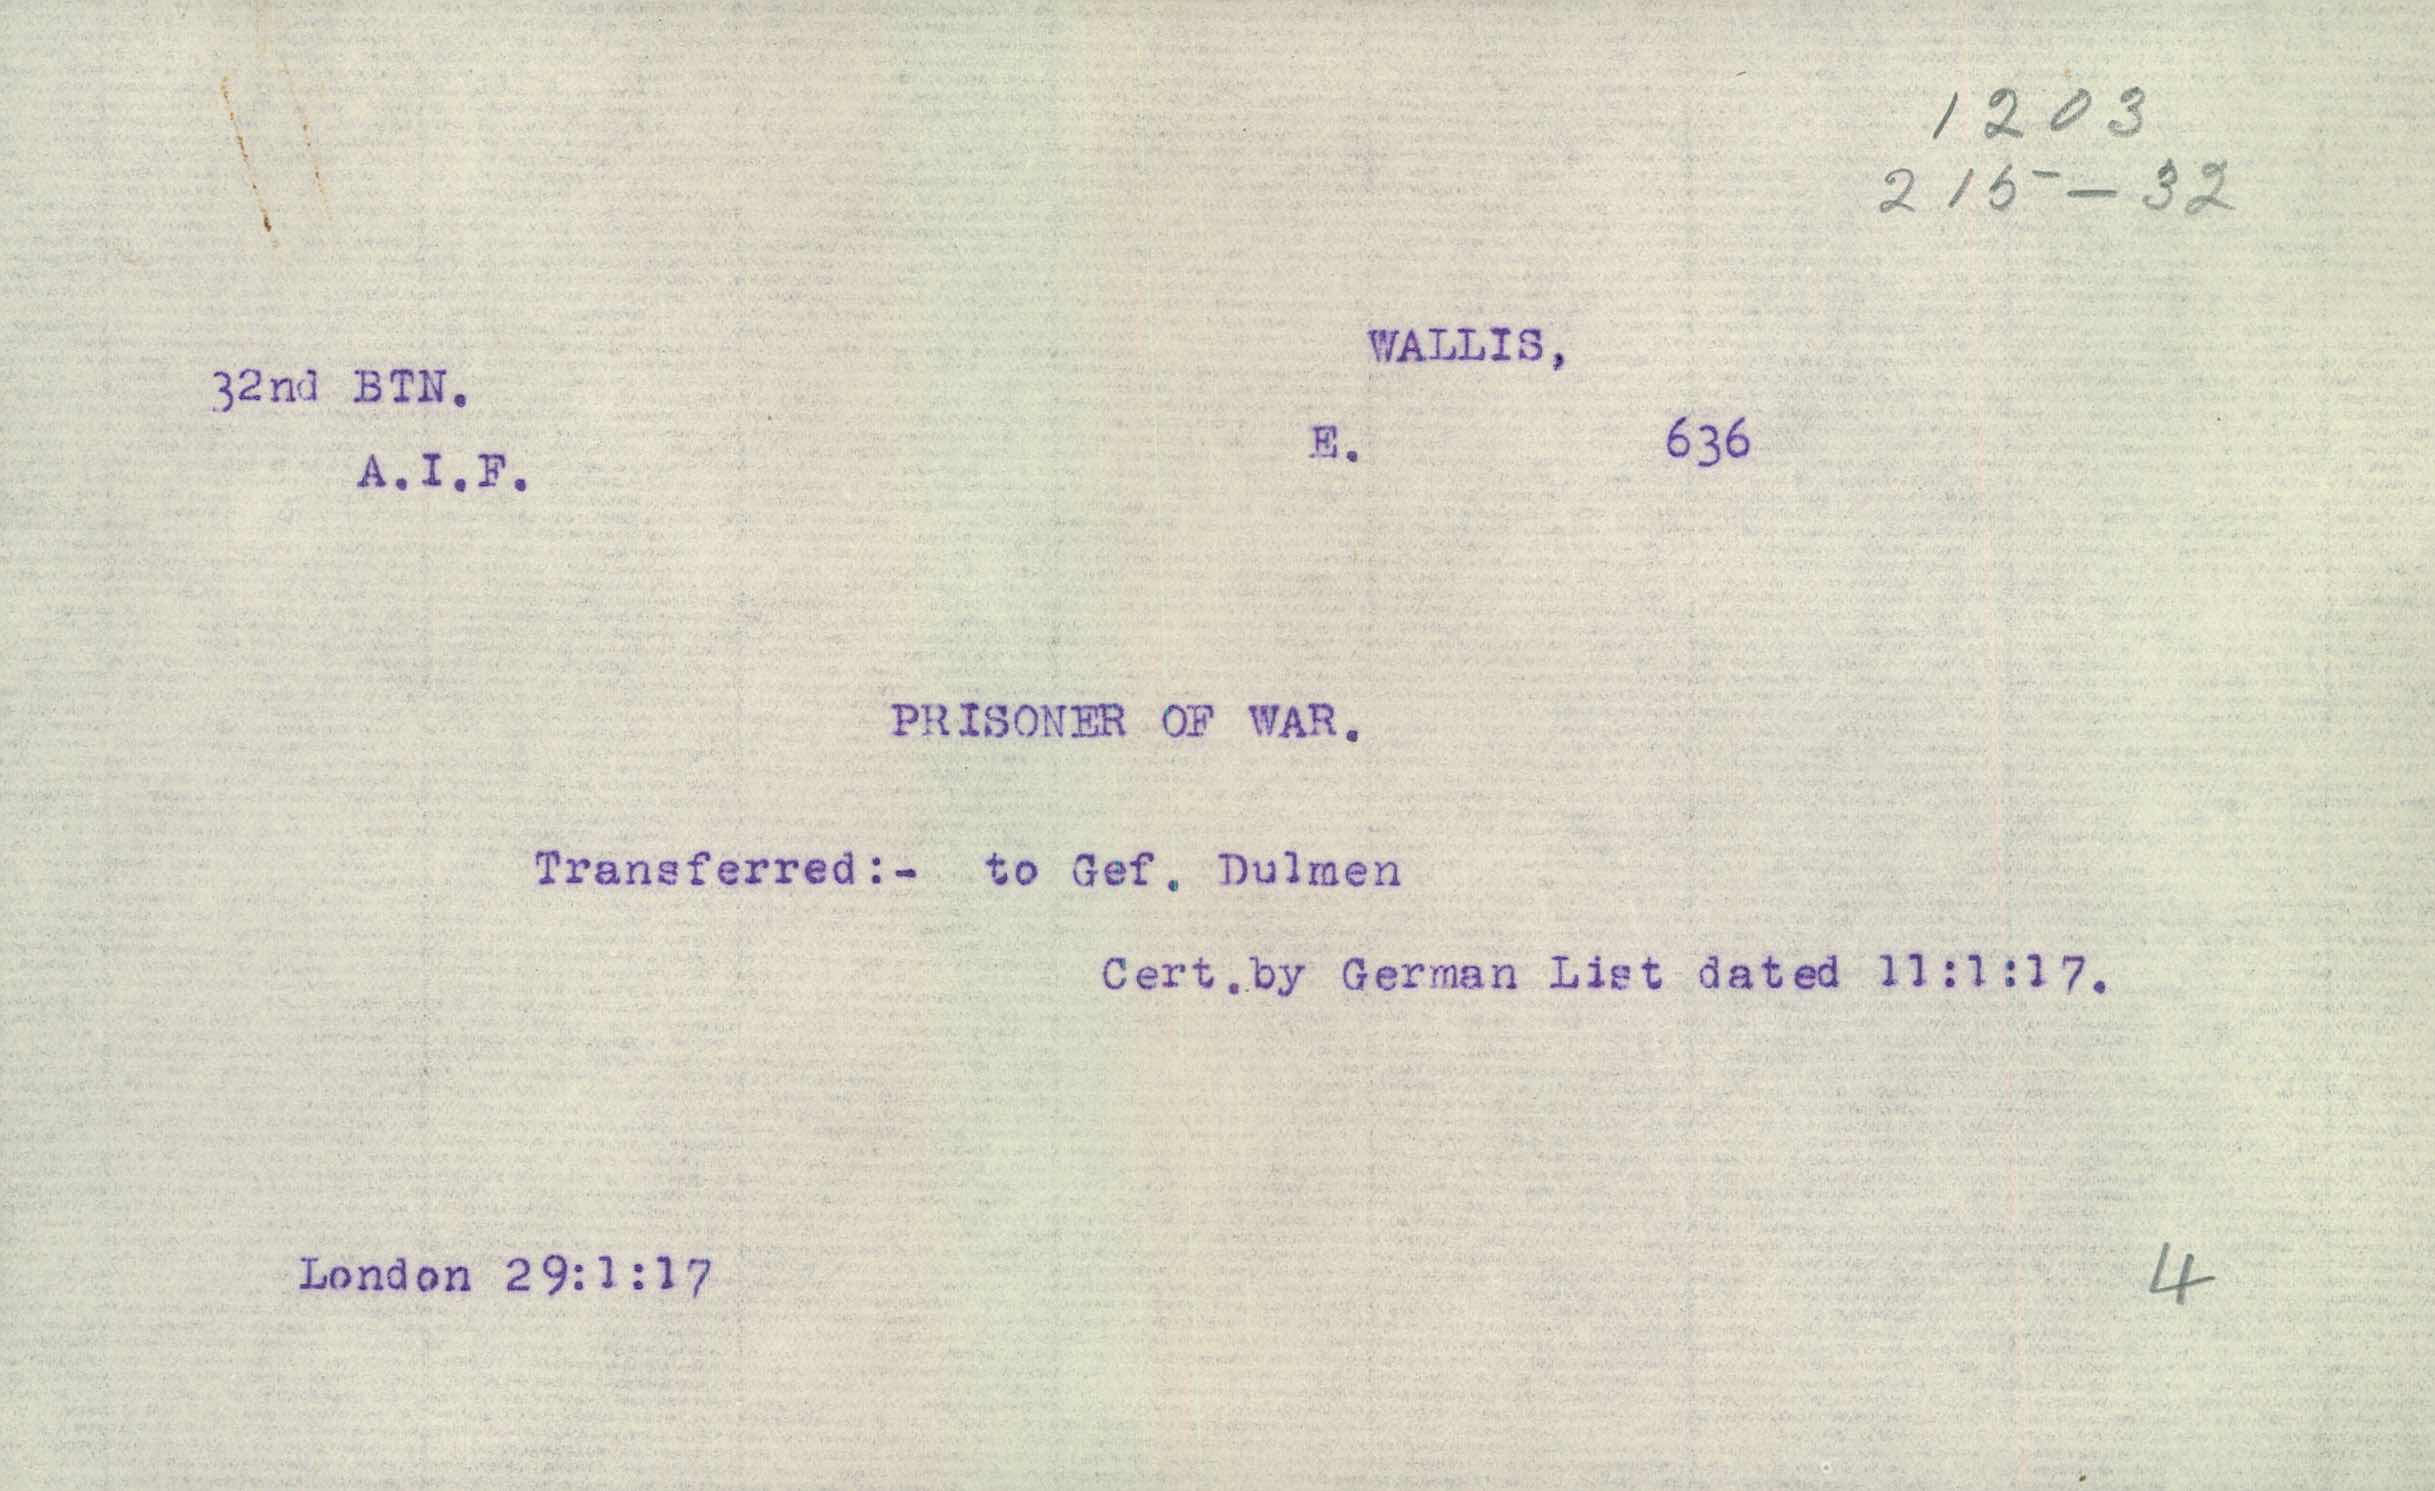 1203
215-32
WALLIS,
32nd BTN.
E. 636
A.I.F.
PRISONER OF WAR.
Transferred:- to Gef. Dulmen
Cert.by German List dated 11:1:17.
London 29:1:17
4